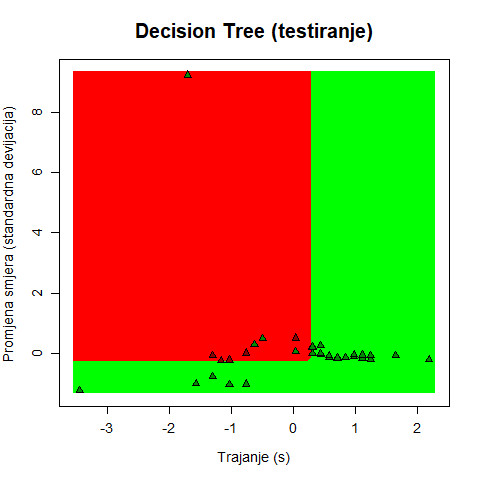 Decision Tree (testiranje)
Promjena smjera (standardna devijacija)
8
6
4
2
0
-3 -2 -1 0 1 2
Trajanje (s)